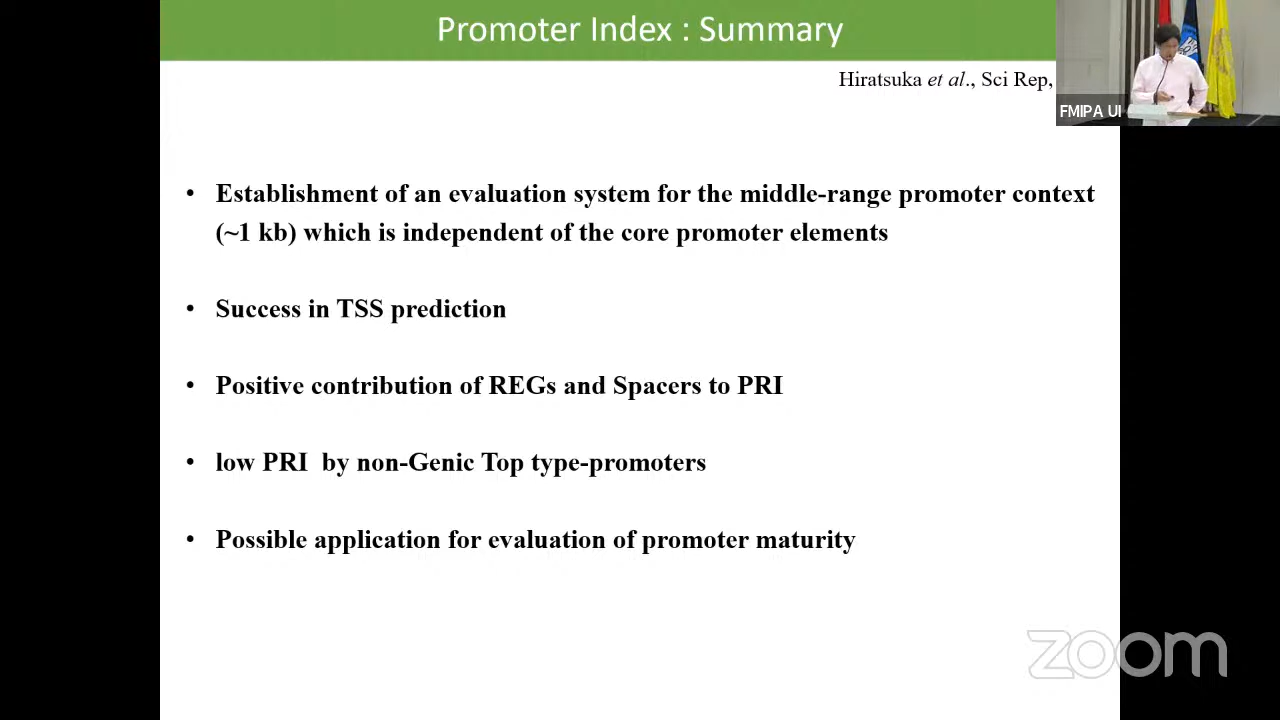 Promoter Index : Summary
Hiratsuka et al., Sci Rep,
FMIPA UI
• Establishment of an evaluation system for the middle-range promoter context
(~1 kb) which is independent of the core promoter elements
• Success in TSS prediction
• Positive contribution of REGs and Spacers to PRI
• low PRI  by non-Genic Top type-promoters
• Possible application for evaluation of promoter maturity
zoom